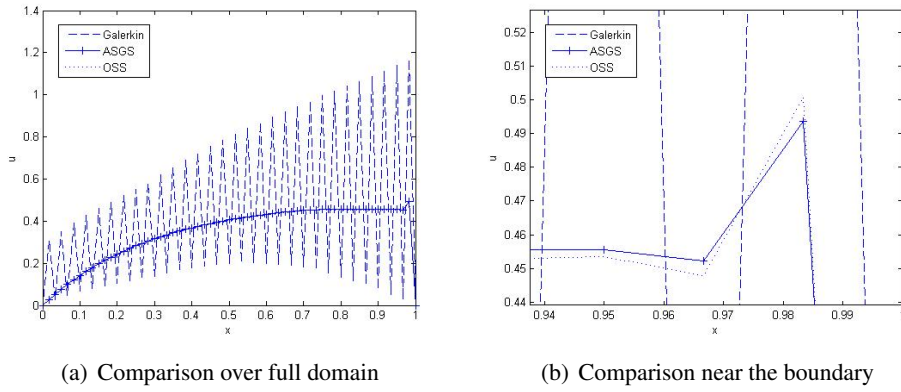 1.4
1.2
1
0.8
0.6
0.4
0.2
0
Galerkin
ASGS
OSS
u
0 0.1 0.2 0.3 0.4 0.5 0.6 0.7 0.8 0.9 1
x
(a) Comparison over full domain
0.52
0.51
0.5
0.49
0.48
0.47
0.46
0.45
0.44
Galerkin
ASGS
OSS
u
0.94 0.95 0.96 0.97 0.98 0.99
x
(b) Comparison near the boundary